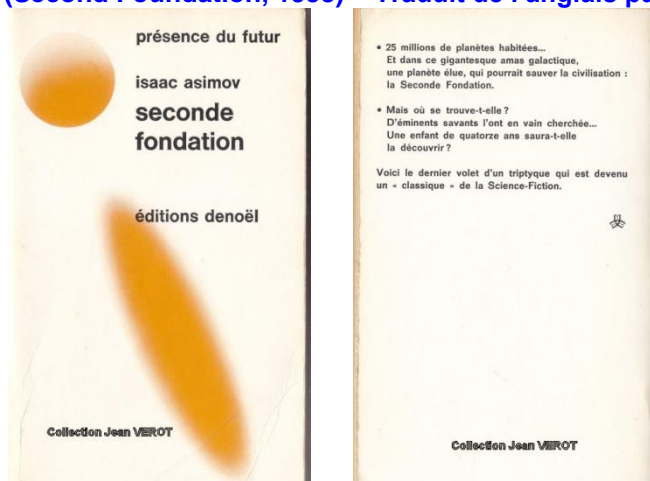 (Second Foundation, 1953) – Traduit de l'anglais pa
présence du futur
isaac asimov
seconde
fondation
éditions denoël
Collection Jean VEROT
• 25 millions de planètes habitées...
Et dans ce gigantesque amas galactique,
une planète élue, qui pourrait sauver la civilisation :
la Seconde Fondation.
• Mais où se trouve-t-elle ?
D'éminents savants l'ont en vain cherchée...
Une enfant de quatorze ans saura-t-elle
la découvrir ?
Voici le dernier volet d'un triptyque qui est devenu
un « classique » de la Science-Fiction.
Collection Jean VEROT